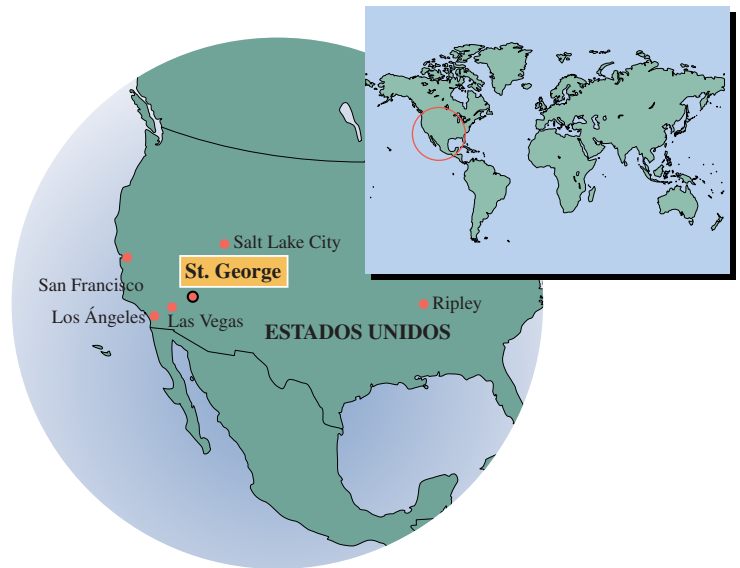 Salt Lake City
St. George
San Francisco
Los Ángeles
Las Vegas
Ripley
ESTADOS UNIDOS